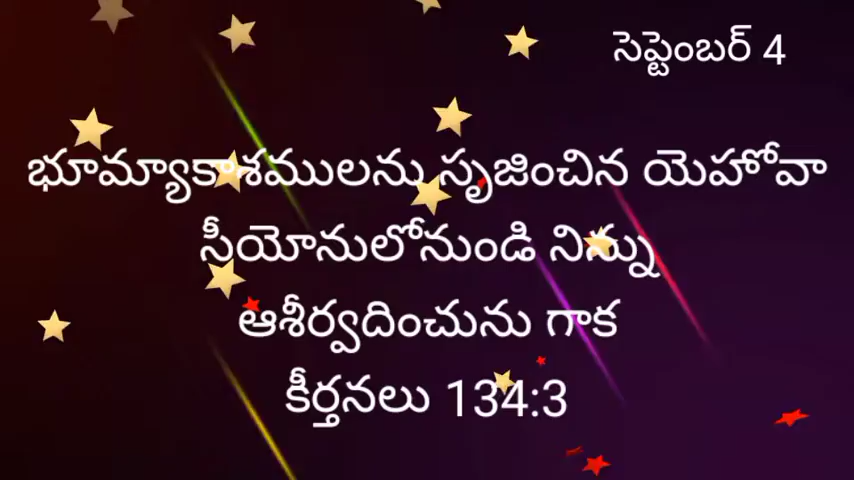 సెప్టెంబర్ 4
భూమ్యాకాశములను సృజించిన యెహోవా
సీయోనులోనుండి నిన్ను
ఆశీర్వదించును గాక
కీర్తనలు 134:3